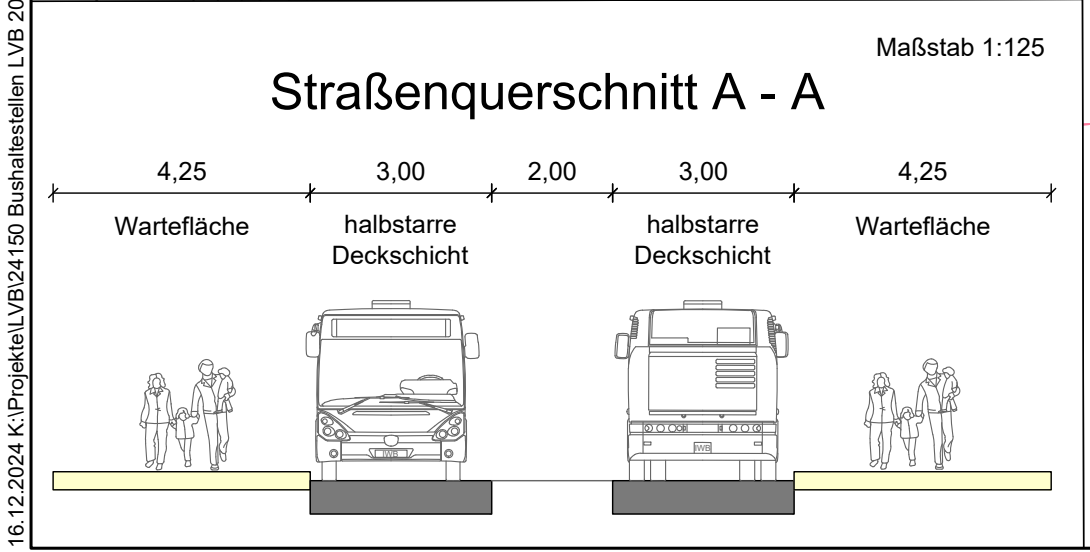 Maßstab 1:125
Straßenquerschnitt A - A
4,25 3,00 2,00 3,00 4,25
Wartefläche halbstarre Deckschicht halbstarre Deckschicht Wartefläche
IWB IWB
16.12.2024 K:\Projekte\LVB\24150 Bushaltestellen LVB 20